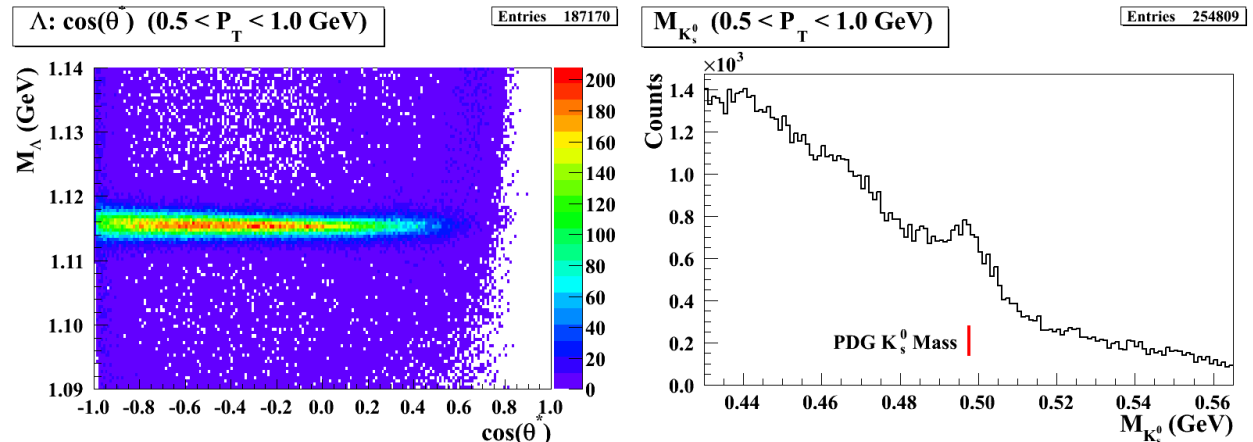 Λ: cos(θ*) (0.5 < P_T < 1.0 GeV)
Entries 187170
M_Λ (GeV)
1.14
1.13
1.12
1.11
1.10
1.09
-1.0 -0.8 -0.6 -0.4 -0.2 0.0 0.2 0.4 0.6 0.8 1.0
cos(θ*)
200
180
160
140
120
100
80
60
40
20
0
M_{K_s^0} (0.5 < P_T < 1.0 GeV)
Entries 254809
×10³
Counts
1.4
1.2
1.0
0.8
0.6
0.4
0.2
0.0
PDG K_s^0 Mass
0.44 0.46 0.48 0.50 0.52 0.54 0.56
M_{K_s^0} (GeV)